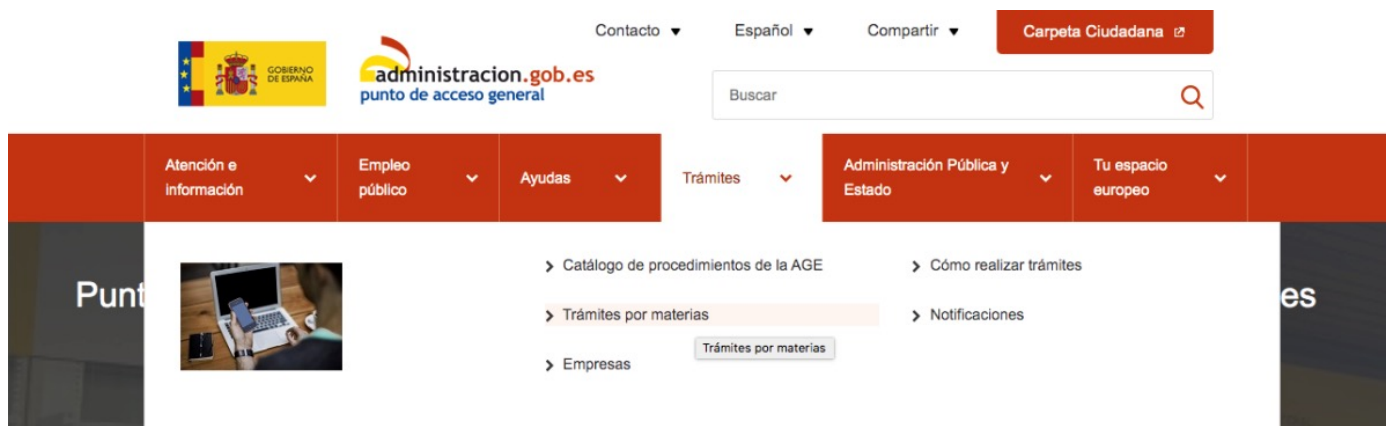 Contacto
Español
Compartir
Carpeta Ciudadana
GOBIERNO
DE ESPAÑA
administracion.gob.es
punto de acceso general
Buscar
Atención e
información
Empleo
público
Ayudas
Trámites
Administración Pública y
Estado
Tu espacio
europeo
Catálogo de procedimientos de la AGE
Cómo realizar trámites
Punt
es
Trámites por materias
Notificaciones
Trámites por materias
Empresas